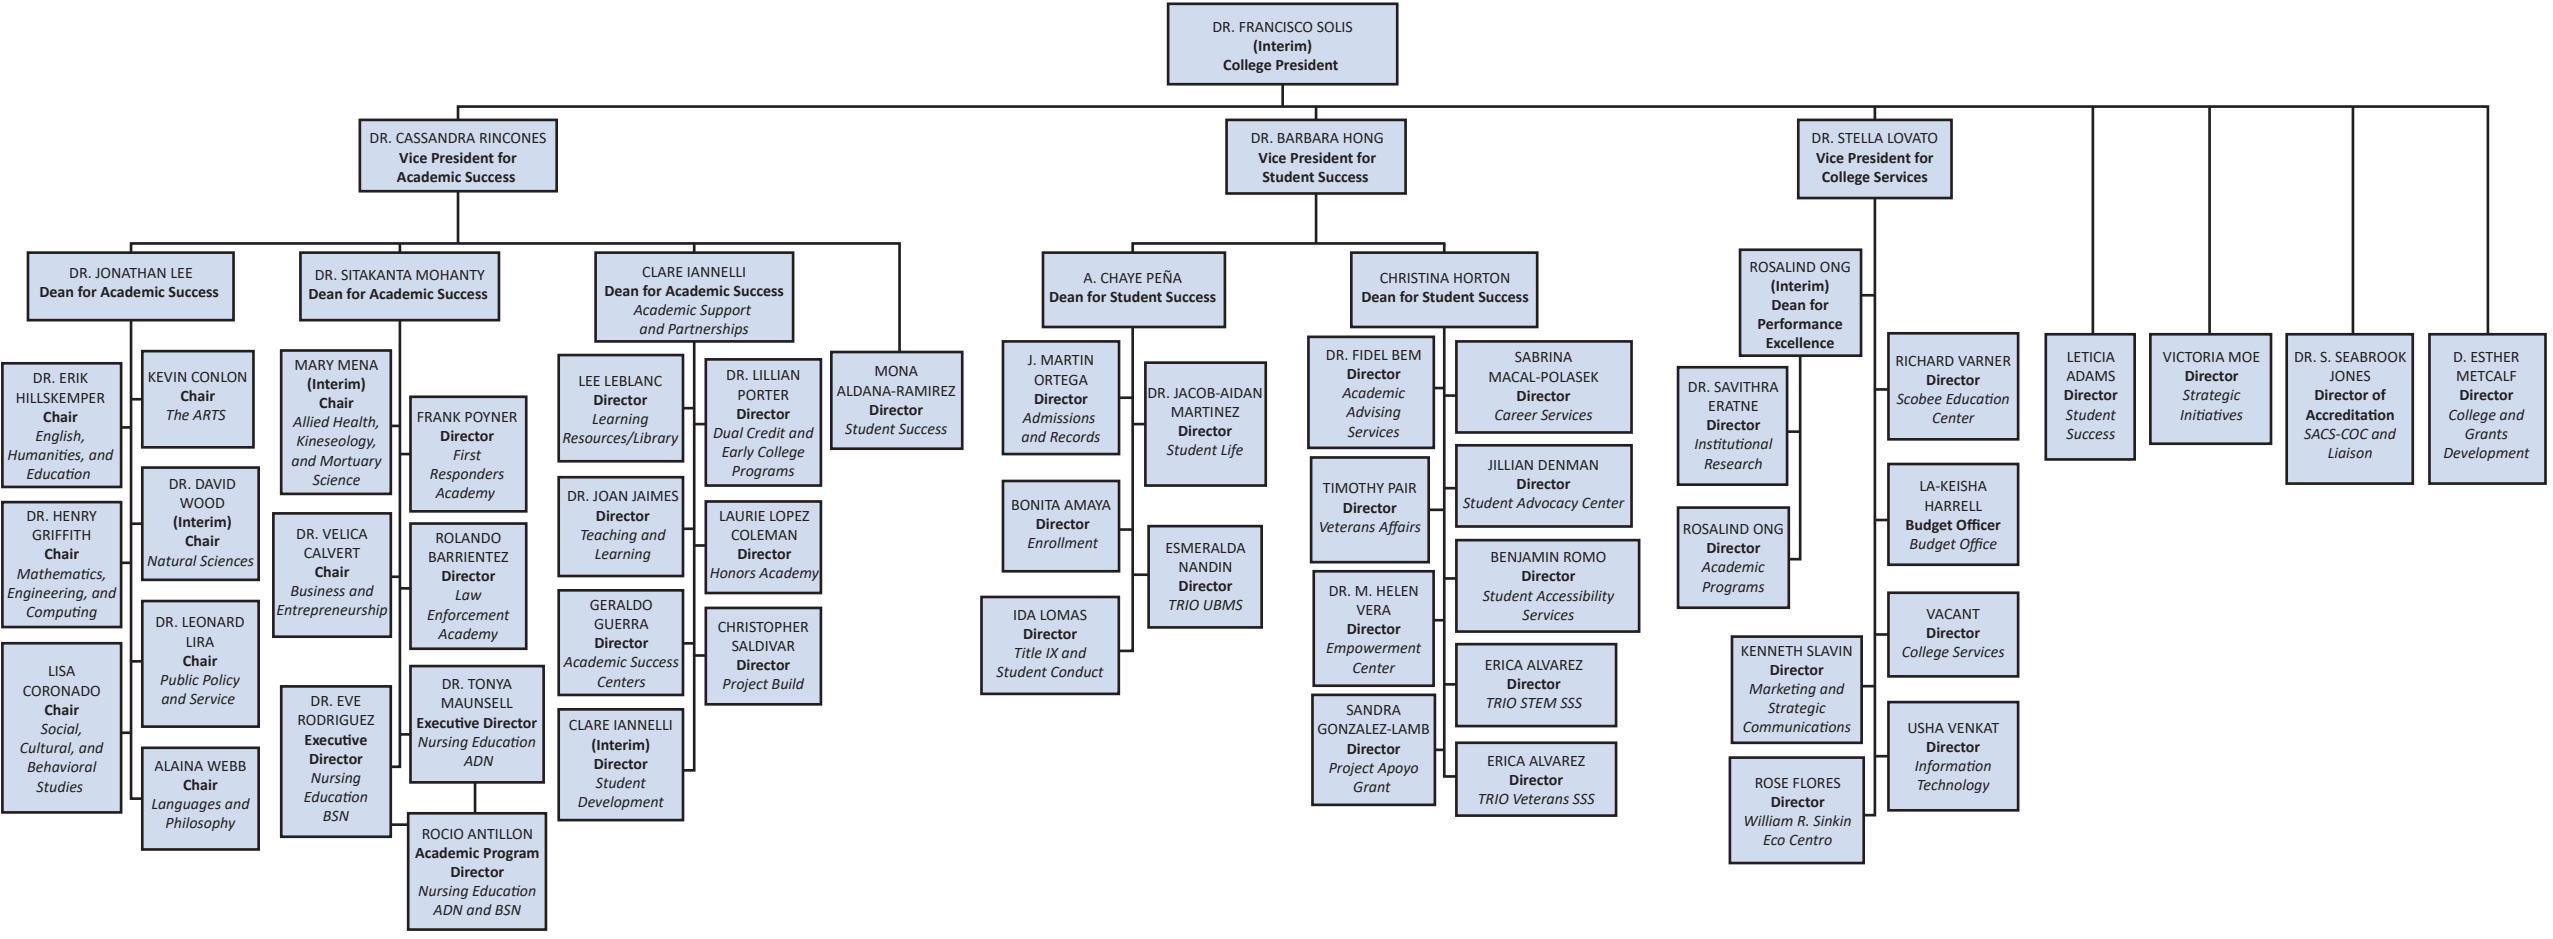 DR. FRANCISCO SOLIS
(Interim)
College President
DR. CASSANDRA RINCONES
Vice President for
Academic Success
DR. BARBARA HONG
Vice President for
Student Success
DR. STELLA LOVATO
Vice President for
College Services
DR. JONATHAN LEE
Dean for Academic Success
DR. SITAKANTA MOHANTY
Dean for Academic Success
CLARE IANNELLI
Dean for Academic Success
Academic Support
and Partnerships
A. CHAYE PEÑA
Dean for Student Success
CHRISTINA HORTON
Dean for Student Success
ROSALIND ONG
(Interim)
Dean for
Performance
Excellence
DR. ERIK
HILLSKEMPER
Chair
English,
Humanities, and
Education
KEVIN CONLON
Chair
The ARTS
DR. HENRY
GRIFFITH
Chair
Mathematics,
Engineering, and
Computing
DR. DAVID
WOOD
(Interim)
Chair
Natural Sciences
LISA
CORONADO
Chair
Social,
Cultural, and
Behavioral
Studies
DR. LEONARD
LIRA
Chair
Public Policy
and Service
ALAINA WEBB
Chair
Languages and
Philosophy
MARY MENA
(Interim)
Chair
Allied Health,
Kineseology,
and Mortuary
Science
FRANK POYNER
Director
First
Responders
Academy
DR. VELICA
CALVERT
Chair
Business and
Entrepreneurship
ROLANDO
BARRIENTEZ
Director
Law
Enforcement
Academy
DR. EVE
RODRIGUEZ
Executive
Director
Nursing
Education
BSN
DR. TONYA
MAUNSELL
Executive Director
Nursing Education
ADN
ROCIO ANTILLON
Academic Program
Director
Nursing Education
ADN and BSN
LEE LEBLANC
Director
Learning
Resources/Library
DR. LILLIAN
PORTER
Director
Dual Credit and
Early College
Programs
DR. JOAN JAIMES
Director
Teaching and
Learning
LAURIE LOPEZ
COLEMAN
Director
Honors Academy
GERALDO
GUERRA
Director
Academic Success
Centers
CHRISTOPHER
SALDIVAR
Director
Project Build
CLARE IANNELLI
(Interim)
Director
Student
Development
MONA
ALDANA-RAMIREZ
Director
Student Success
J. MARTIN
ORTEGA
Director
Admissions
and Records
DR. JACOB-AIDAN
MARTINEZ
Director
Student Life
BONITA AMAYA
Director
Enrollment
ESMERALDA
NANDIN
Director
TRIO UBMS
IDA LOMAS
Director
Title IX and
Student Conduct
DR. FIDEL BEM
Director
Academic
Advising
Services
SABRINA
MACAL-POLASEK
Director
Career Services
TIMOTHY PAIR
Director
Veterans Affairs
JILLIAN DENMAN
Director
Student Advocacy Center
DR. M. HELEN
VERA
Director
Empowerment
Center
BENJAMIN ROMO
Director
Student Accessibility
Services
SANDRA
GONZALEZ-LAMB
Director
Project Apoyo
Grant
ERICA ALVAREZ
Director
TRIO STEM SSS
ERICA ALVAREZ
Director
TRIO Veterans SSS
DR. SAVITHRA
ERATNE
Director
Institutional
Research
ROSALIND ONG
Director
Academic
Programs
RICHARD VARNER
Director
Scobee Education
Center
LA-KEISHA
HARRELL
Budget Officer
Budget Office
VACANT
Director
College Services
KENNETH SLAVIN
Director
Marketing and
Strategic
Communications
USHA VENKAT
Director
Information
Technology
ROSE FLORES
Director
William R. Sinkin
Eco Centro
LETICIA
ADAMS
Director
Student
Success
VICTORIA MOE
Director
Strategic
Initiatives
DR. S. SEABROOK
JONES
Director of
Accreditation
SACS-COC and
Liaison
D. ESTHER
METCALF
Director
College and
Grants
Development